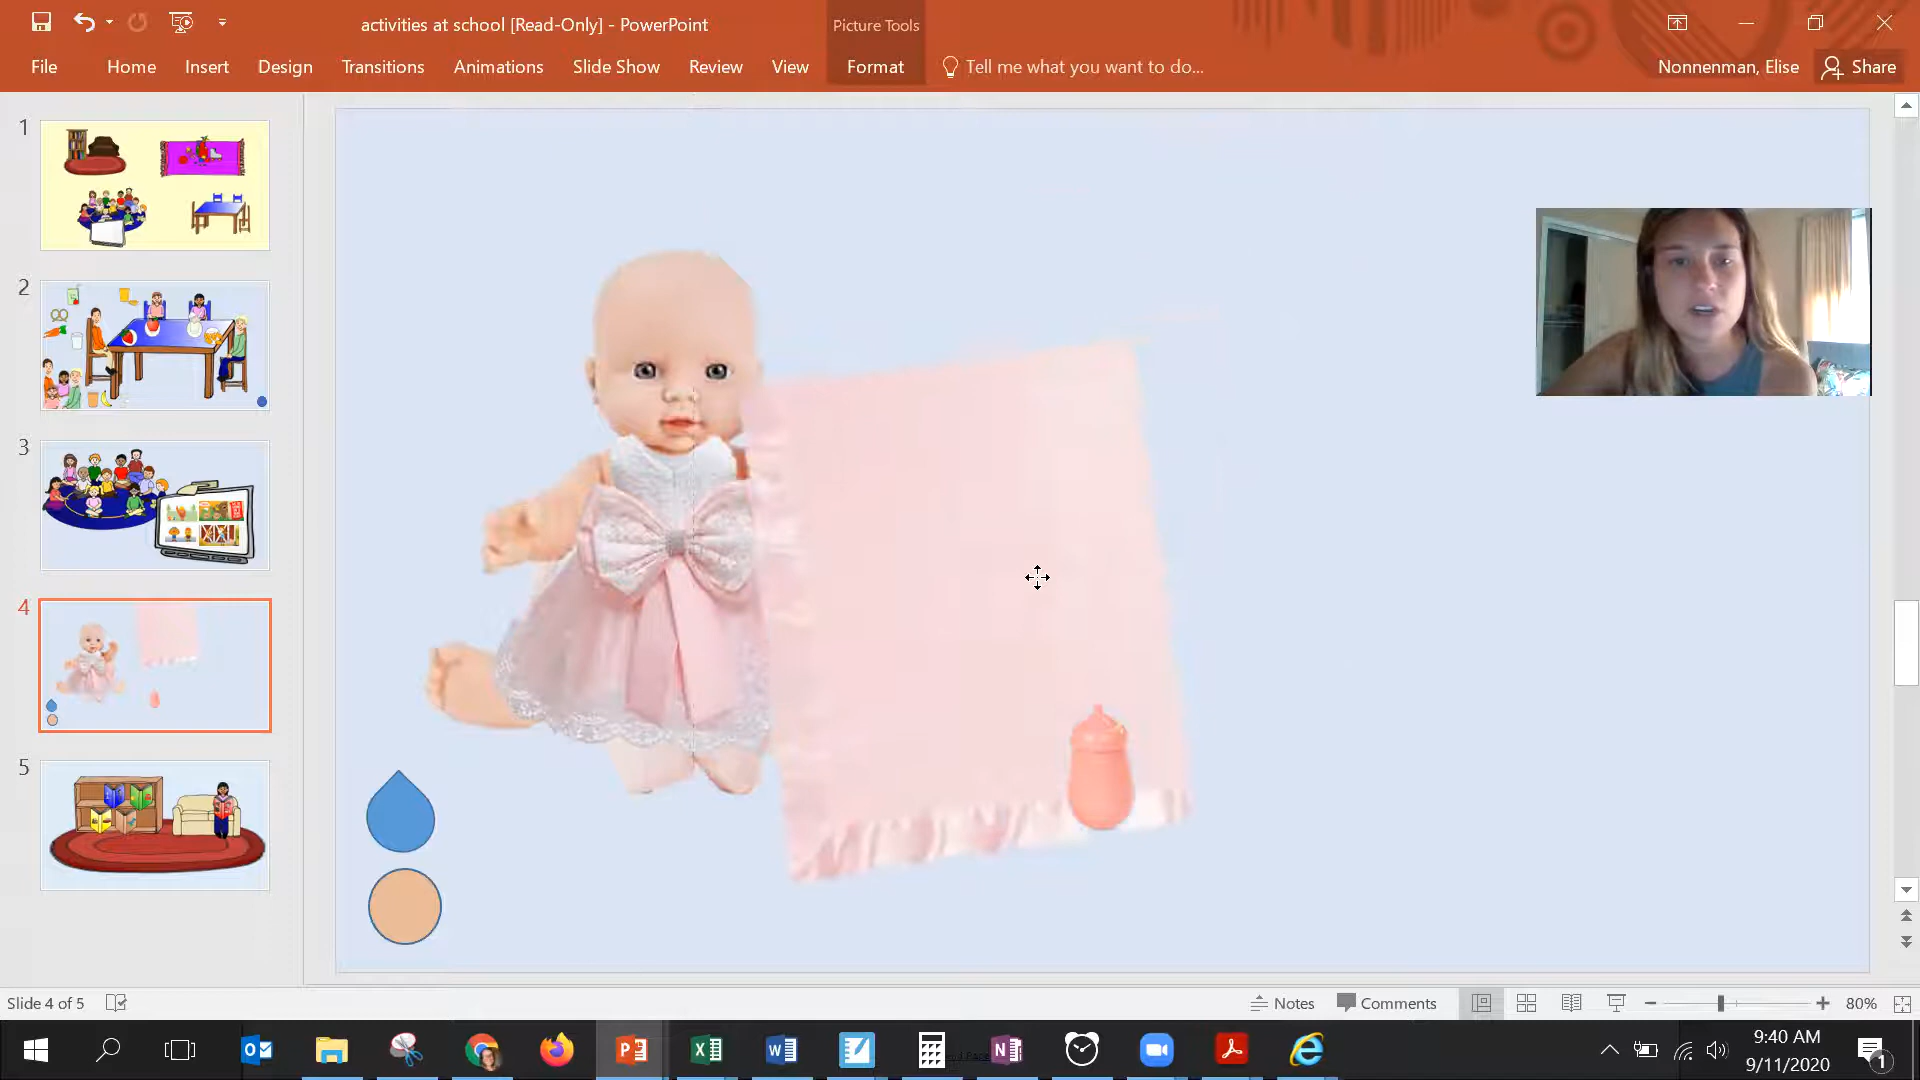 activities at school [Read-Only] - PowerPoint
Picture Tools
File
Home
Insert
Design
Transitions
Animations
Slide Show
Review
View
Format
Tell me what you want to do...
Nonnenman, Elise
Share
1
2
3
4
5
Slide 4 of 5
Notes
Comments
80%
9:40 AM
9/11/2020
1